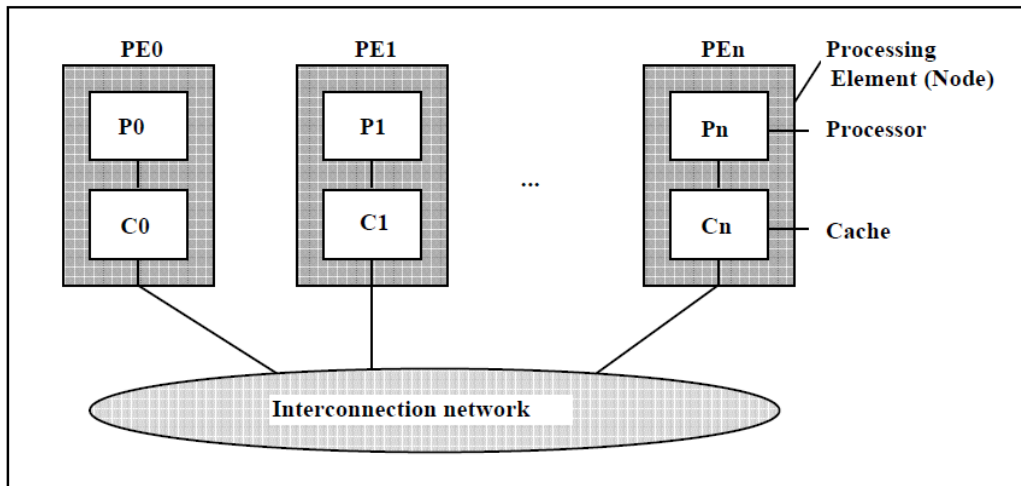 PE0
PE1
PEn
Processing
Element (Node)
P0
P1
Pn
Processor
...
C0
C1
Cn
Cache
Interconnection network